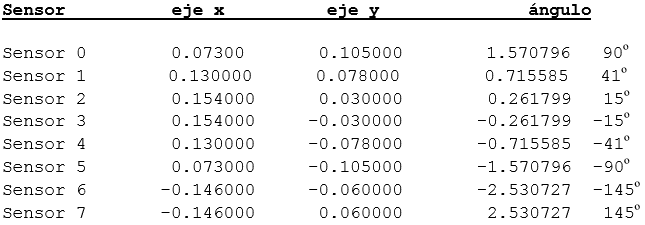 Sensor eje x eje y ángulo
Sensor 0 0.07300 0.105000 1.570796 90º
Sensor 1 0.130000 0.078000 0.715585 41º
Sensor 2 0.154000 0.030000 0.261799 15º
Sensor 3 0.154000 −0.030000 −0.261799 −15º
Sensor 4 0.130000 −0.078000 −0.715585 −41º
Sensor 5 0.073000 −0.105000 −1.570796 −90º
Sensor 6 −0.146000 −0.060000 −2.530727 −145º
Sensor 7 −0.146000 0.060000 2.530727 145º